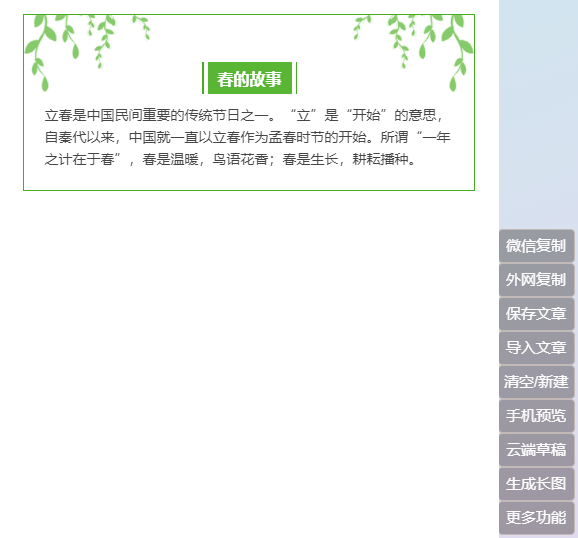 春的故事
立春是中国民间重要的传统节日之一。“立”是“开始”的意思，
自秦代以来，中国就一直以立春作为孟春时节的开始。所谓“一年
之计在于春”，春是温暖，鸟语花香；春是生长，耕耘播种。
微信复制
外网复制
保存文章
导入文章
清空/新建
手机预览
云端草稿
生成长图
更多功能